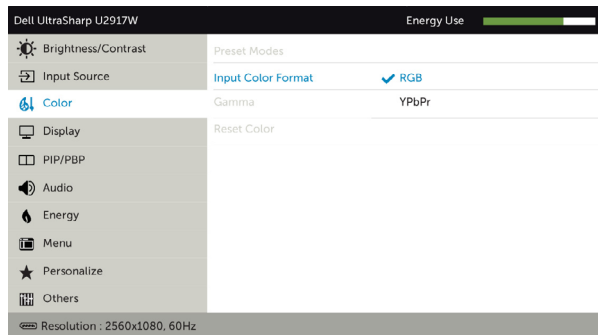 Dell UltraSharp U2917W Energy Use
Brightness/Contrast Preset Modes
Input Source Input Color Format RGB
Color Gamma YPbPr
Display Reset Color
PIP/PBP
Audio
Energy
Menu
Personalize
Others
Resolution : 2560x1080, 60Hz